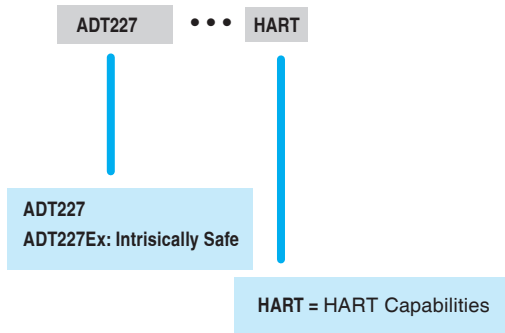 ADT227 ••• HART
ADT227
ADT227Ex: Intrisically Safe
HART = HART Capabilities